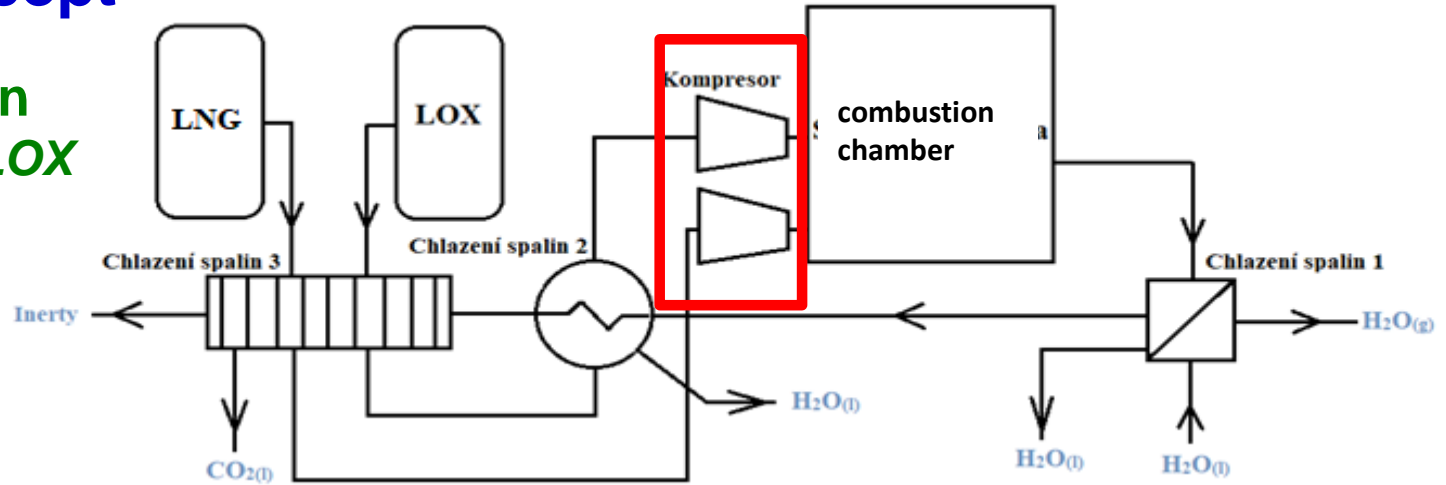 LNG
LOX
Kompresor
combustion
chamber
a
LOX
Chlazení spalin 2
Chlazení spalin 3
Chlazení spalin 1
Inerty
H₂O(g)
H₂O(l)
CO₂(l)
H₂O(l)
H₂O(l)